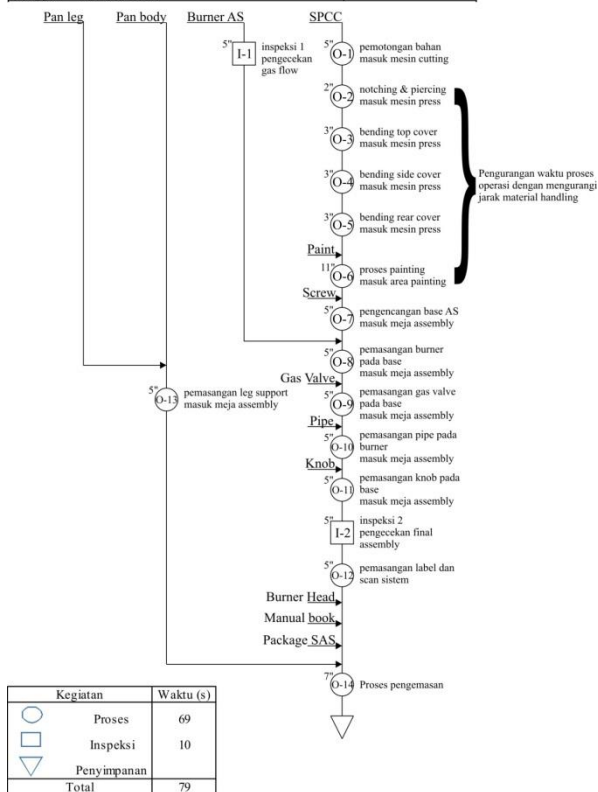 Pan leg Pan body Burner AS SPCC
5" I-1 inspeksi 1
pengecekan
gas flow
5" O-1 pemotongan bahan
masuk mesin cutting
2" O-2 notching & piercing
masuk mesin press
3" O-3 bending top cover
masuk mesin press
3" O-4 bending side cover
masuk mesin press
3" O-5 bending rear cover
masuk mesin press
Pengurangan waktu proses
operasi dengan mengurangi
jarak material handling
Paint
11" O-6 proses painting
masuk area painting
Screw
5" O-7 pengencangan base AS
masuk meja assembly
5" O-8 pemasangan burner
pada base
masuk meja assembly
Gas Valve
5" O-9 pemasangan gas valve
pada base
masuk meja assembly
5" O-13 pemasangan leg support
masuk meja assembly
Pipe
5" O-10 pemasangan pipe pada
burner
masuk meja assembly
Knob
5" O-11 pemasangan knob pada
base
masuk meja assembly
5" I-2 inspeksi 2
pengecekan final
assembly
5" O-12 pemasangan label dan
scan sistem
Burner Head
Manual book
Package SAS
7" O-14 Proses pengemasan
Kegiatan Waktu (s)
Proses 69
Inspeksi 10
Penyimpanan
Total 79